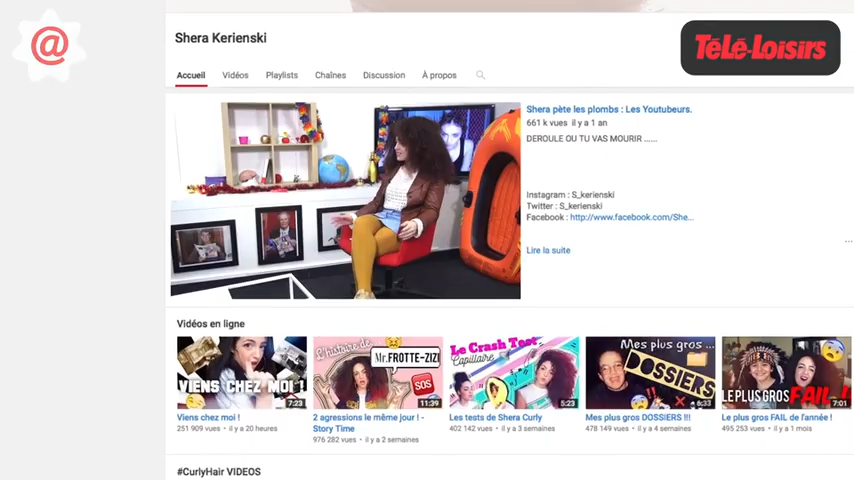 @
TéLé-Loisirs
Shera Kerienski
Accueil Vidéos Playlists Chaînes Discussion À propos
Shera pète les plombs : Les Youtubeurs.
661 k vues il y a 1 an
DEROULE OU TU VAS MOURIR ......
Instagram : S_kerienski
Twitter : S_kerienski
Facebook : http://www.facebook.com/She...
Lire la suite
Vidéos en ligne
VIENS CHEZ MOI !
7:23
L'histoire de
Mr.FROTTE-ZIZI
SOS
11:39
Le Crash Test
Capillaire
5:23
Mes plus gros ...
DOSSIERS
6:33
LE PLUS GROS FAIL !
7:01
Viens chez moi !
251 909 vues • il y a 20 heures
2 agressions le même jour ! -
Story Time
976 282 vues • il y a 2 semaines
Les tests de Shera Curly
402 142 vues • il y a 3 semaines
Mes plus gros DOSSIERS !!!
478 149 vues • il y a 4 semaines
Le plus gros FAIL de l'année !
495 253 vues • il y a 1 mois
#CurlyHair VIDEOS